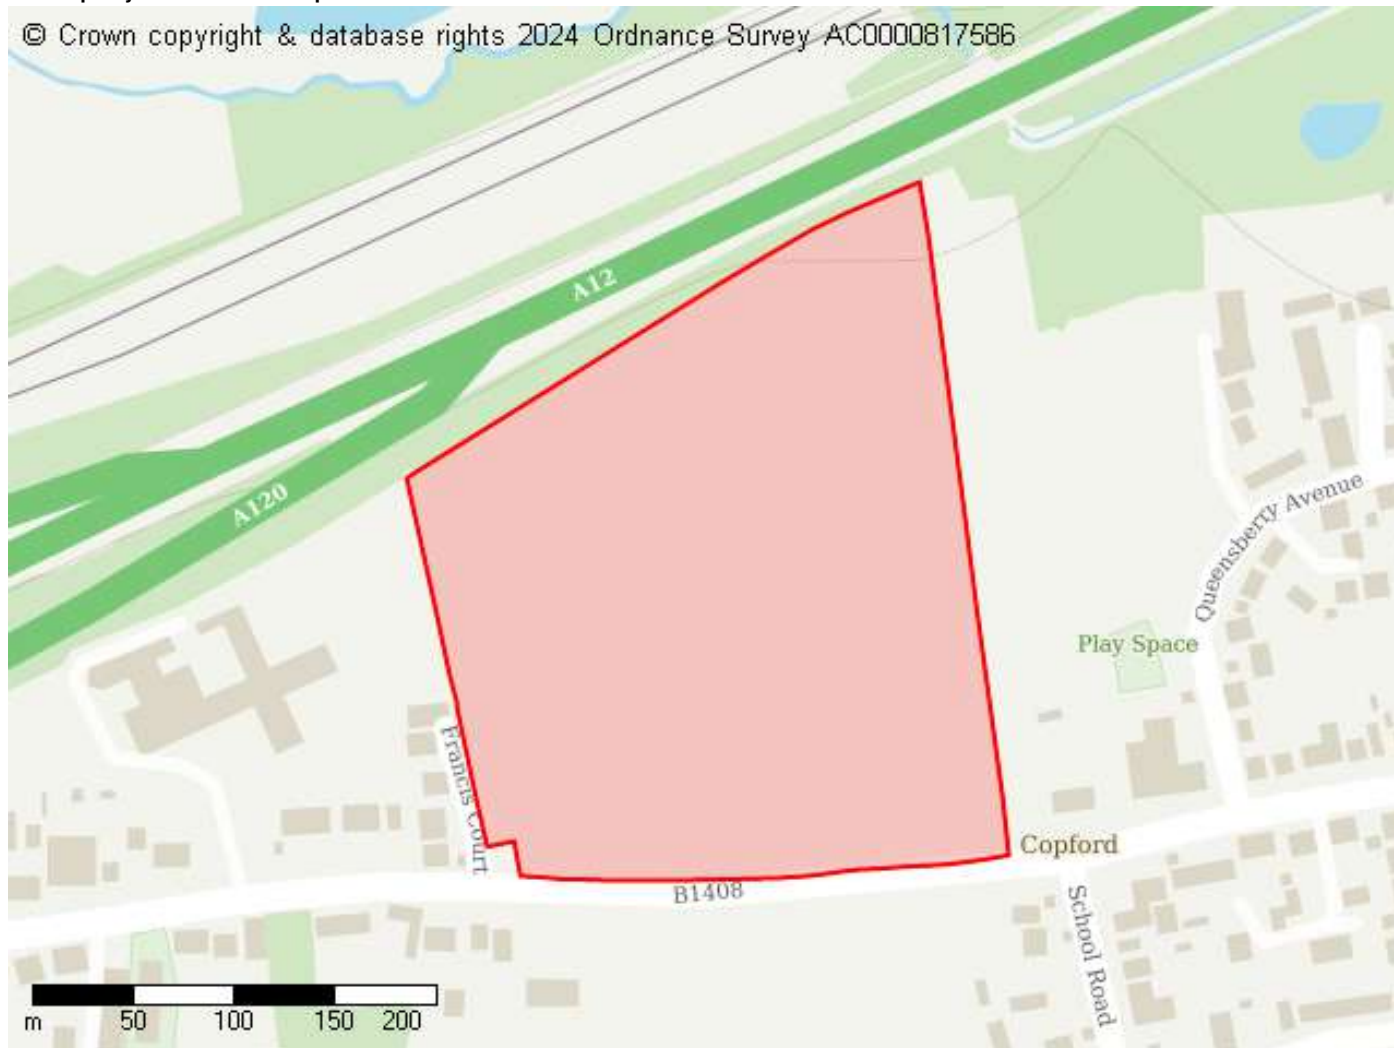 © Crown copyright & database rights 2024 Ordnance Survey AC0000817586
A12
A120
Queensberry Avenue
Play Space
Francis Court
Copford
B1408
School Road
m 50 100 150 200